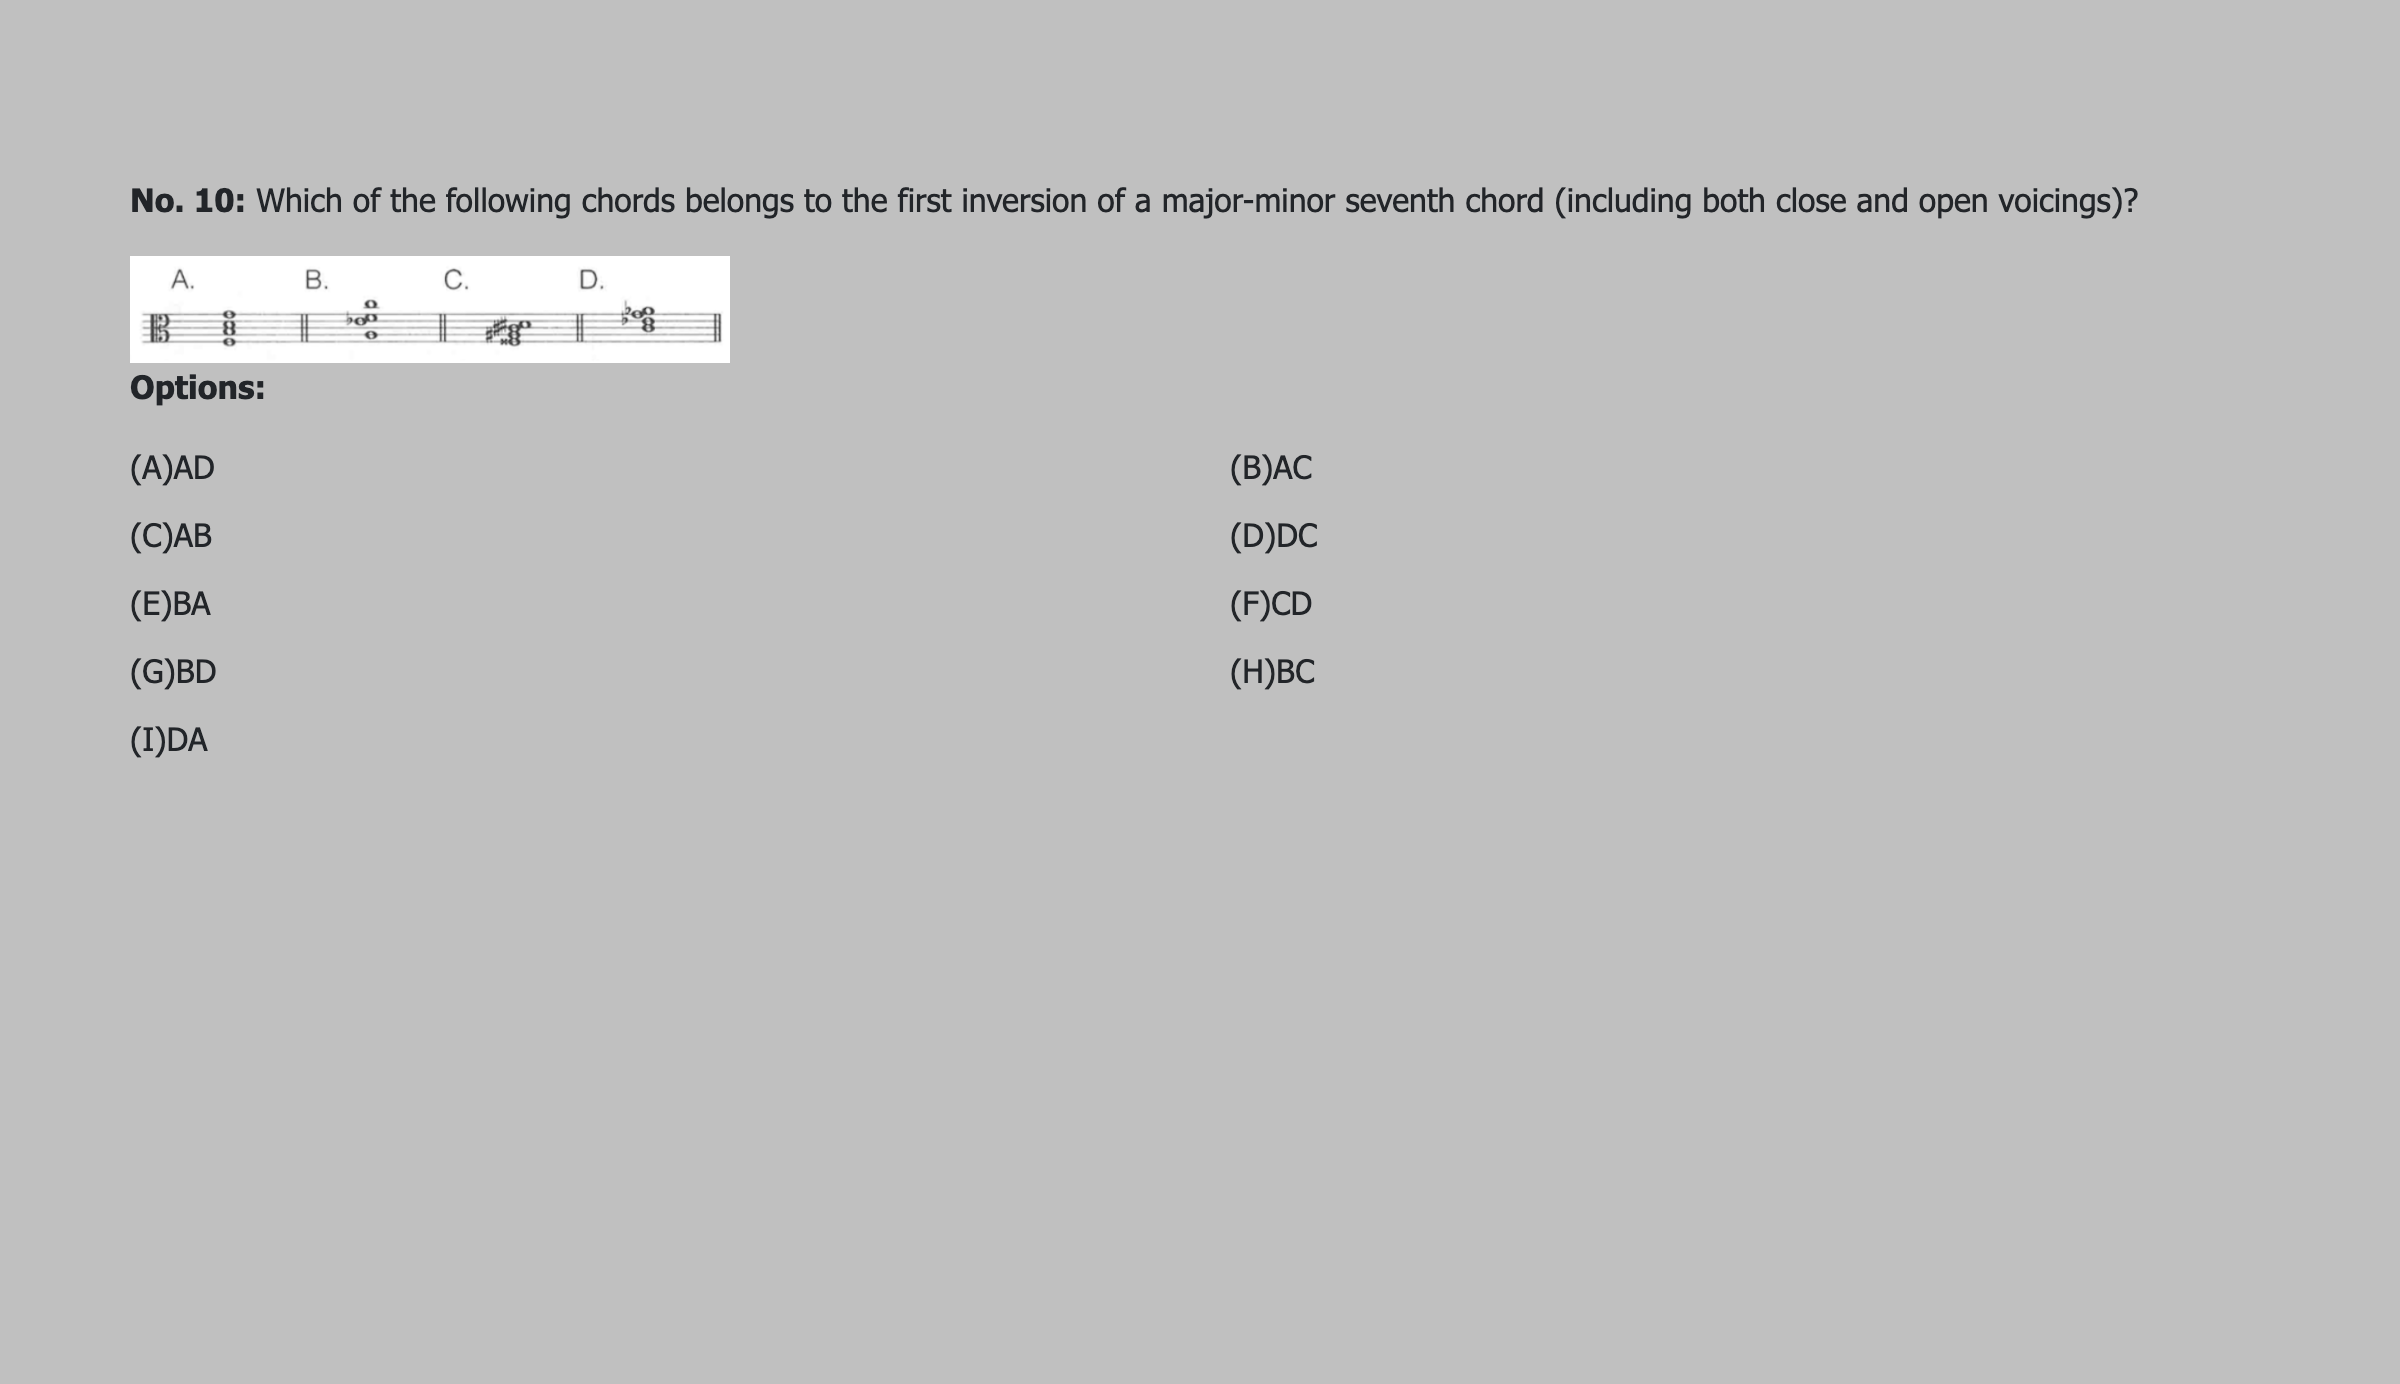 No. 10: Which of the following chords belongs to the first inversion of a major-minor seventh chord (including both close and open voicings)?
A. B. C. D.
Options:
(A)AD (B)AC
(C)AB (D)DC
(E)BA (F)CD
(G)BD (H)BC
(I)DA